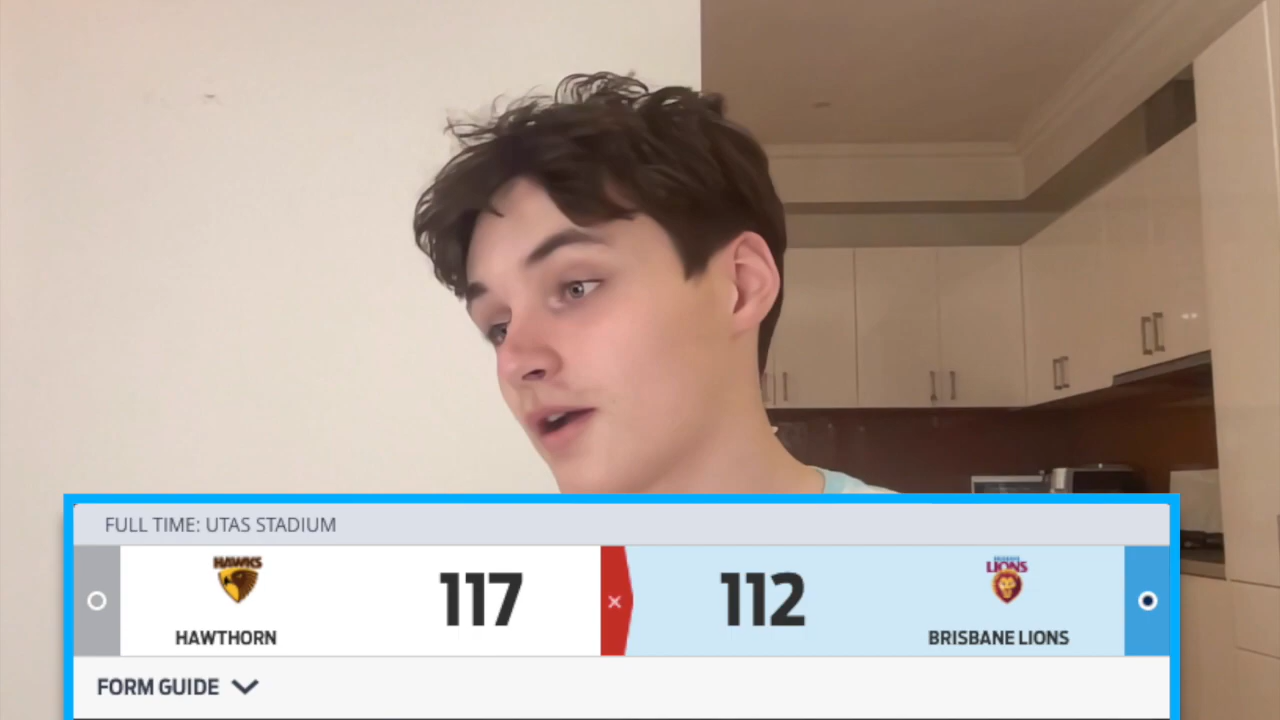 FULL TIME: UTAS STADIUM
HAWKS
HAWTHORN
117
×
112
LIONS
BRISBANE LIONS
FORM GUIDE